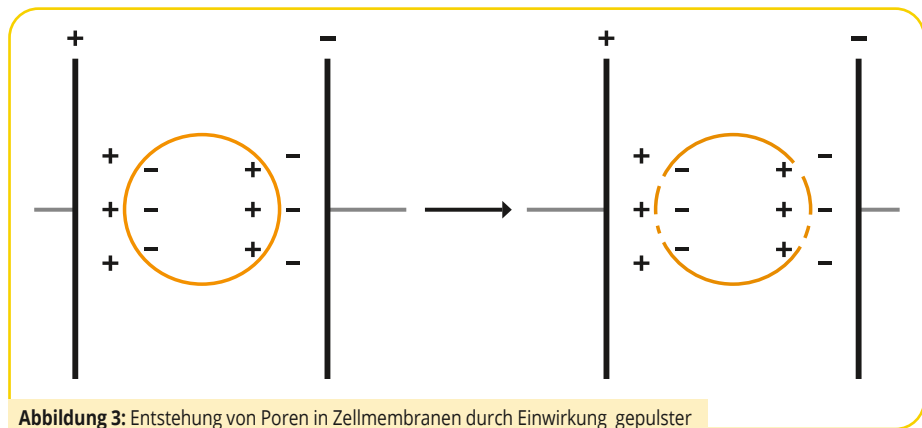 + − + −
+ − + − + − + −
+ − + − + − + −
+ − + − + − + −
Abbildung 3: Entstehung von Poren in Zellmembranen durch Einwirkung gepulster